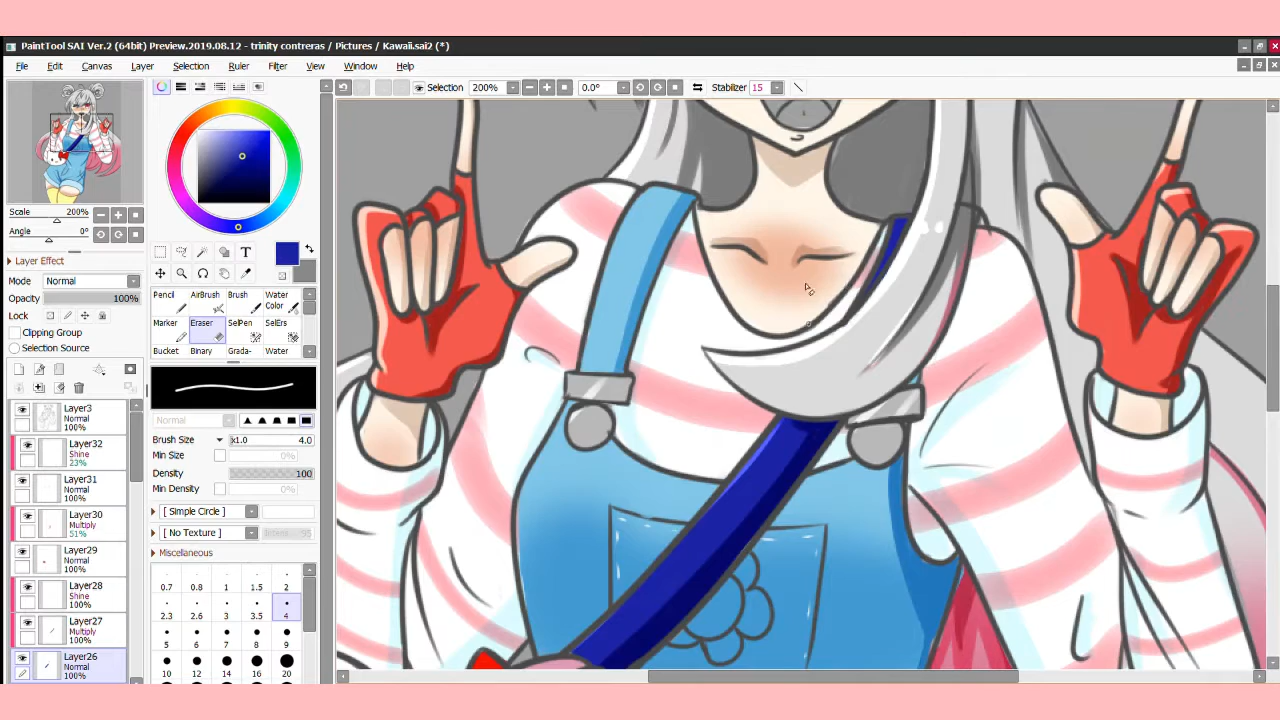 PaintTool SAI Ver.2 (64bit) Preview.2019.08.12 - trinity contreras / Pictures / Kawaii.sai2 (*)
File Edit Canvas Layer Selection Ruler Filter View Window Help
Selection 200% 0.0° Stabilizer 15
Scale 200%
Angle 0°
Layer Effect
Mode Normal
Opacity 100%
Lock
Clipping Group
Selection Source
Layer3
Normal
100%
Layer32
Shine
23%
Layer31
Normal
100%
Layer30
Multiply
51%
Layer29
Normal
100%
Layer28
Shine
100%
Layer27
Multiply
100%
Layer26
Normal
100%
T
Pencil AirBrush Brush Water Color
Marker Eraser SelPen SelErs
Bucket Binary Grada- Water
Normal
Brush Size x1.0 4.0
Min Size 0%
Density 100
Min Density 0%
[ Simple Circle ]
[ No Texture ] 95
Miscellaneous
0.7 0.8 1 1.5 2
2.3 2.6 3 3.5 4
5 6 7 8 9
10 12 14 16 20